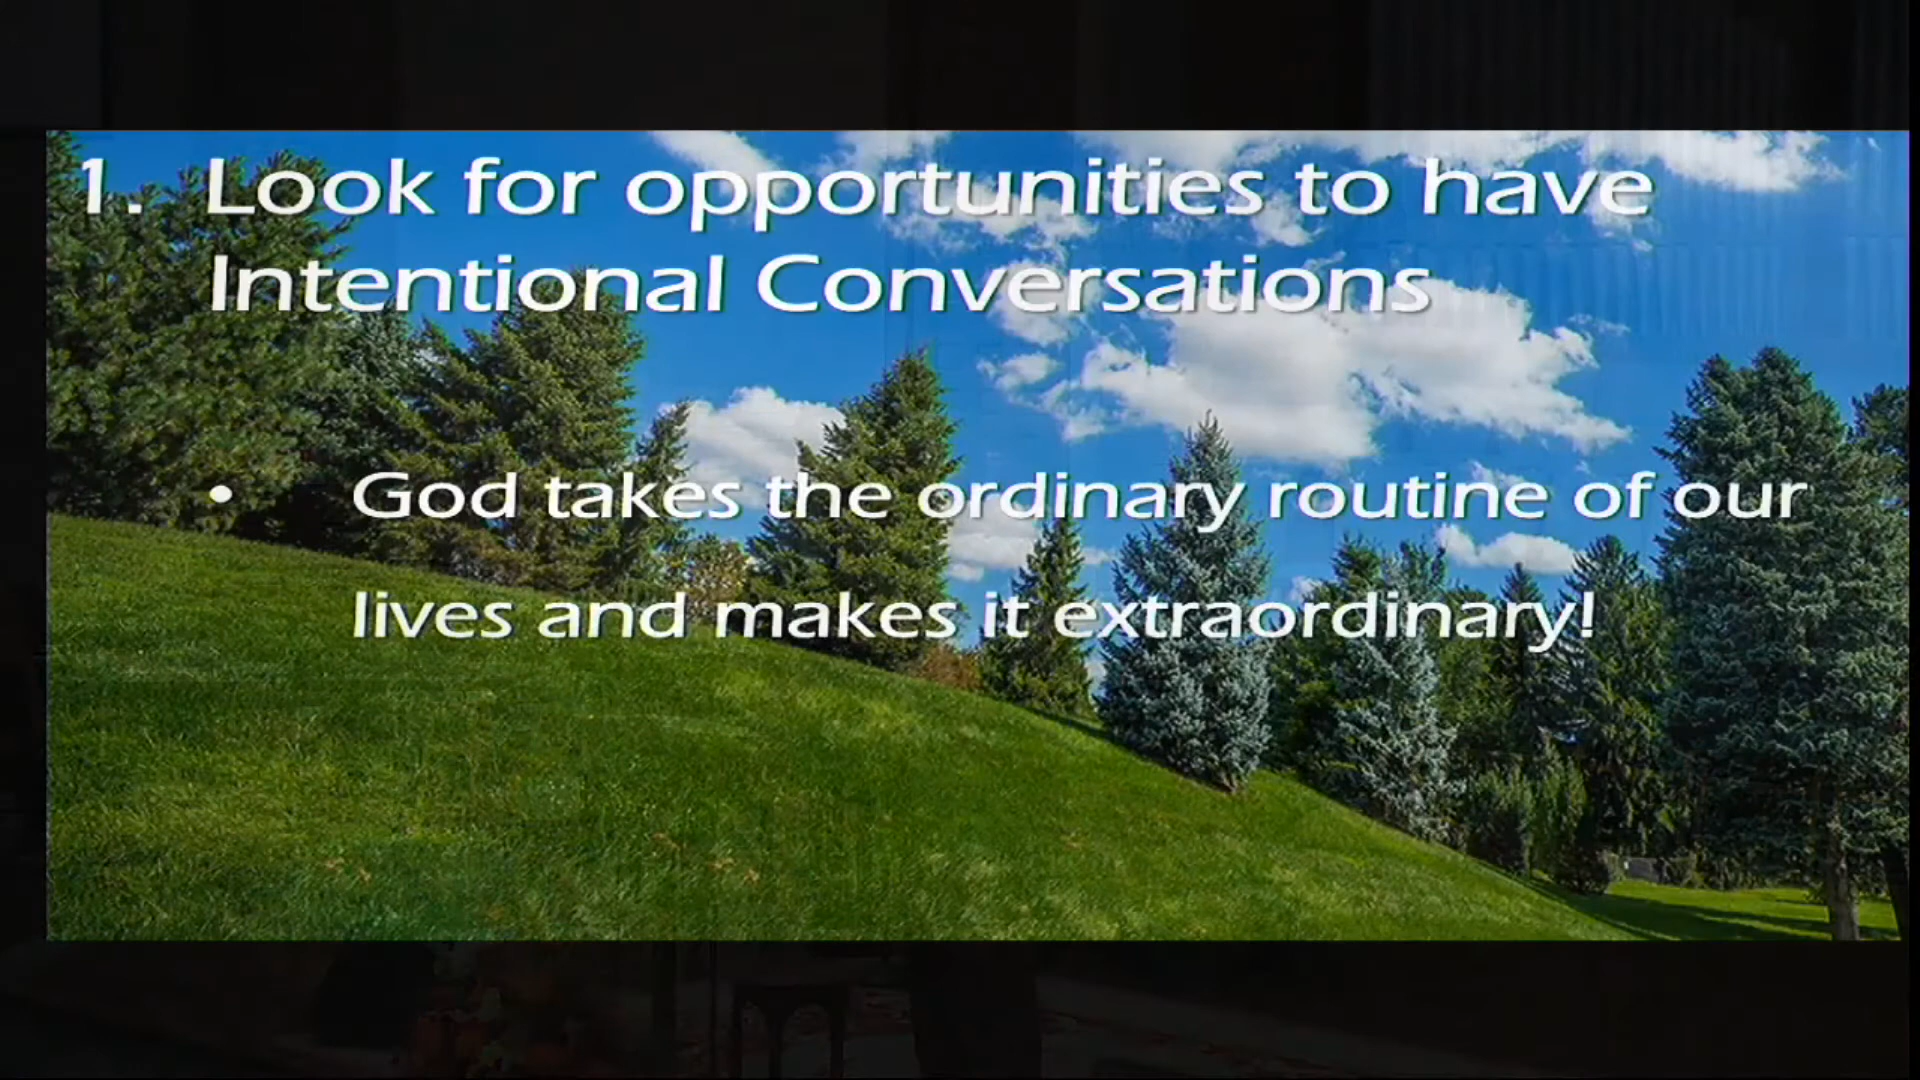 1. Look for opportunities to have
Intentional Conversations
• God takes the ordinary routine of our
lives and makes it extraordinary!